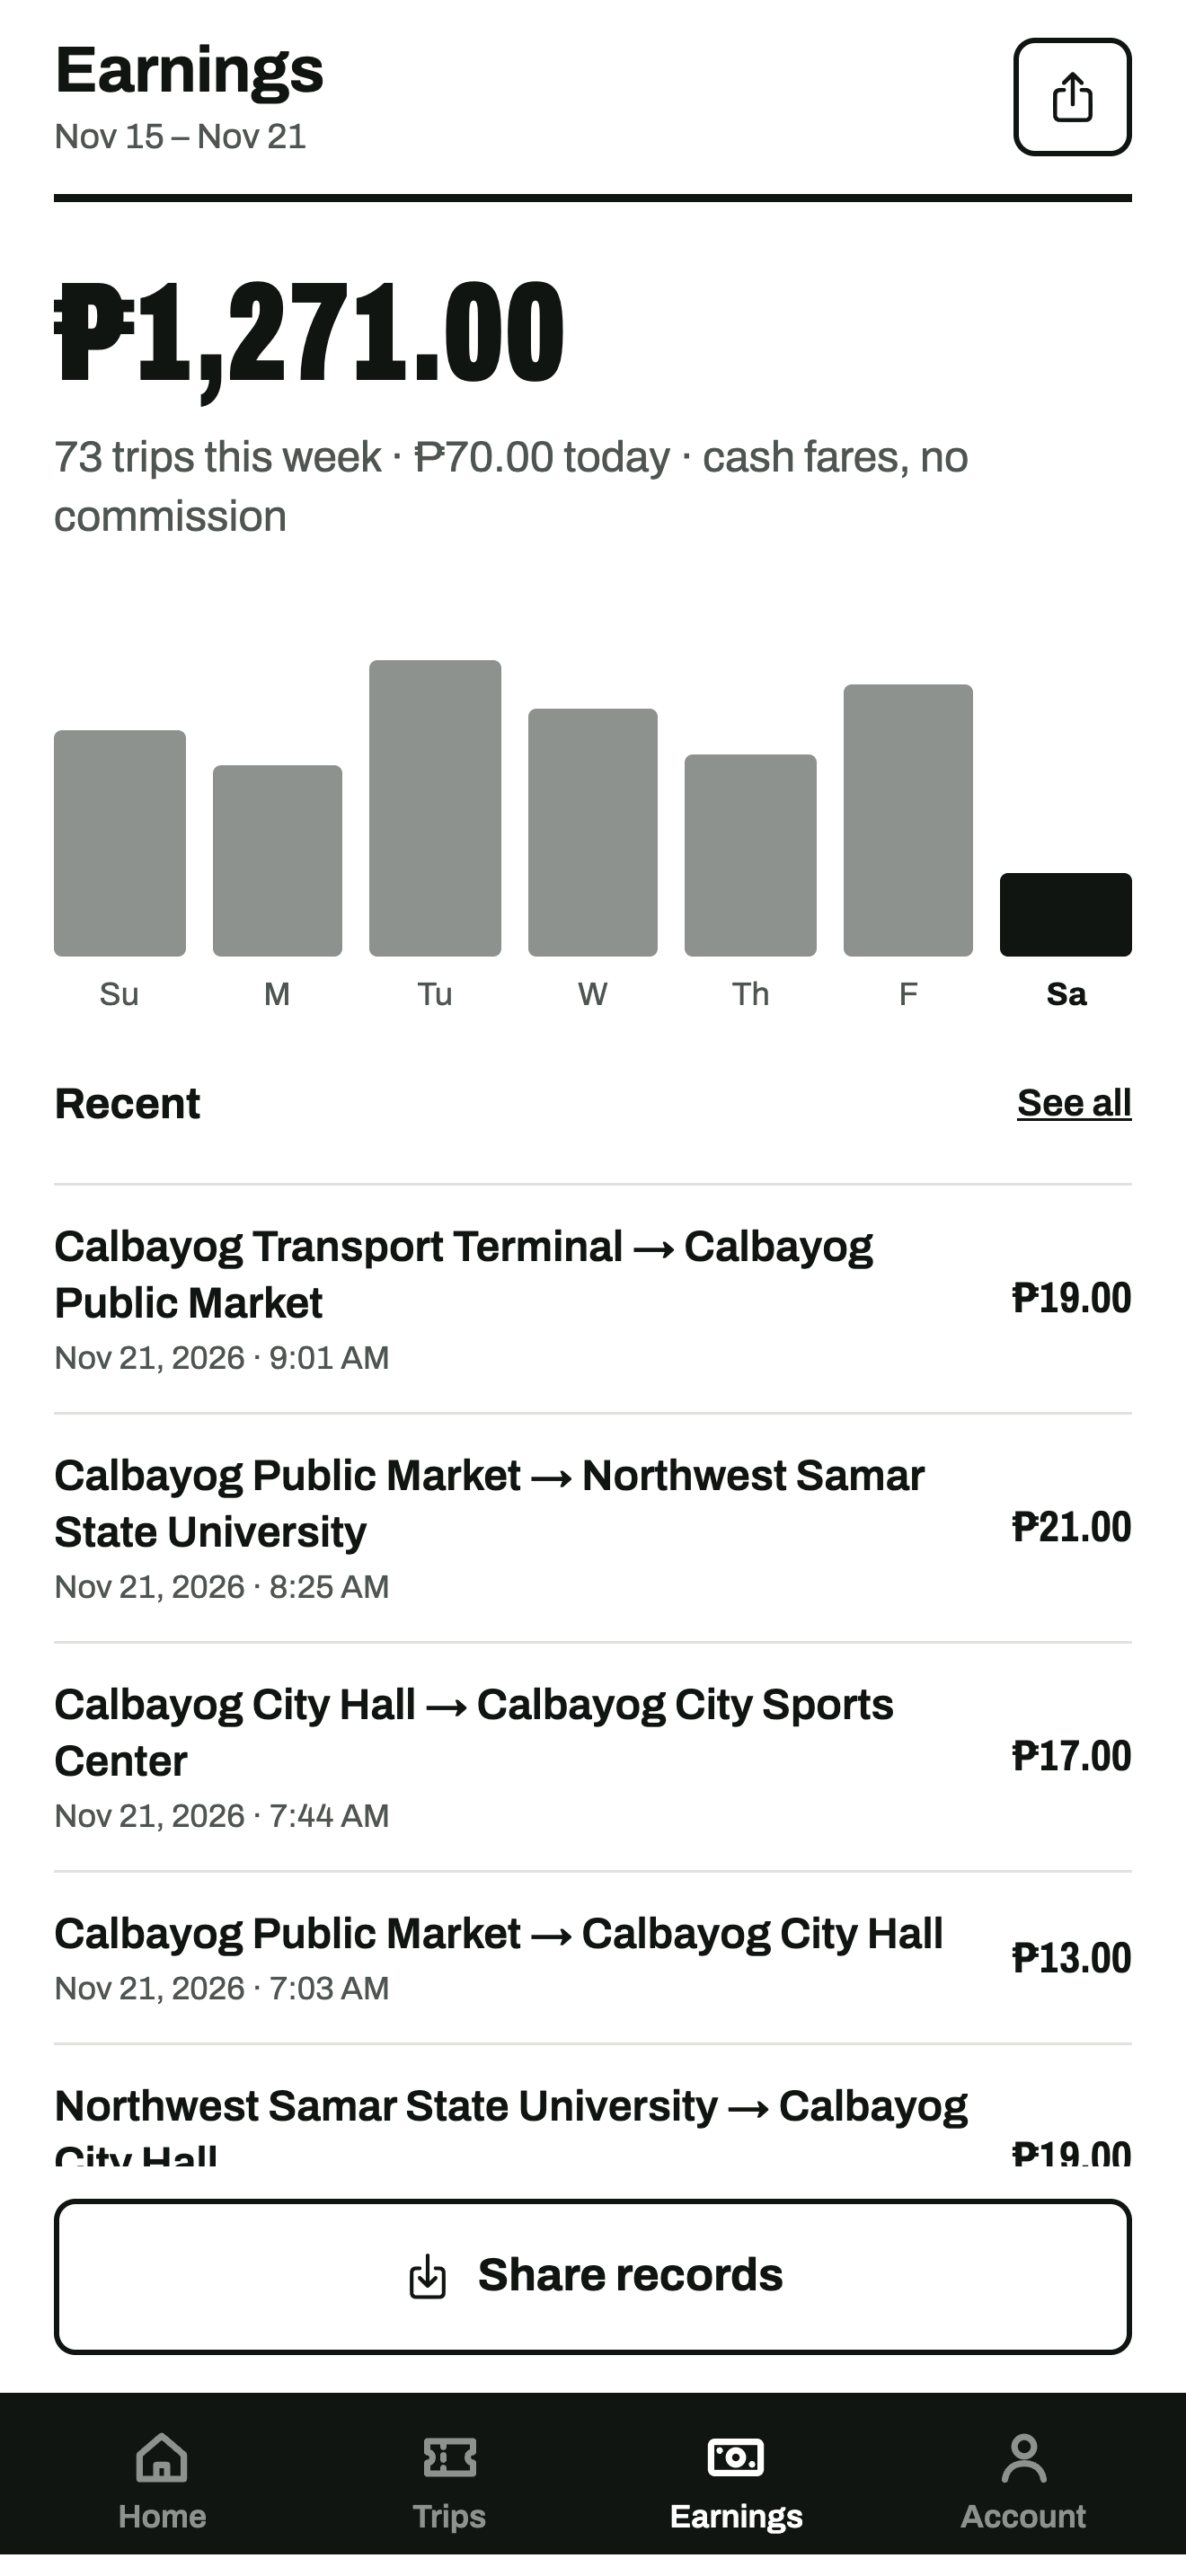 Earnings
Nov 15 – Nov 21
₱1,271.00
73 trips this week · ₱70.00 today · cash fares, no
commission
Su M Tu W Th F Sa
Recent See all
Calbayog Transport Terminal → Calbayog
Public Market
₱19.00
Nov 21, 2026 · 9:01 AM
Calbayog Public Market → Northwest Samar
State University
₱21.00
Nov 21, 2026 · 8:25 AM
Calbayog City Hall → Calbayog City Sports
Center
₱17.00
Nov 21, 2026 · 7:44 AM
Calbayog Public Market → Calbayog City Hall
₱13.00
Nov 21, 2026 · 7:03 AM
Northwest Samar State University → Calbayog
City Hall
₱19.00
Share records
Home Trips Earnings Account